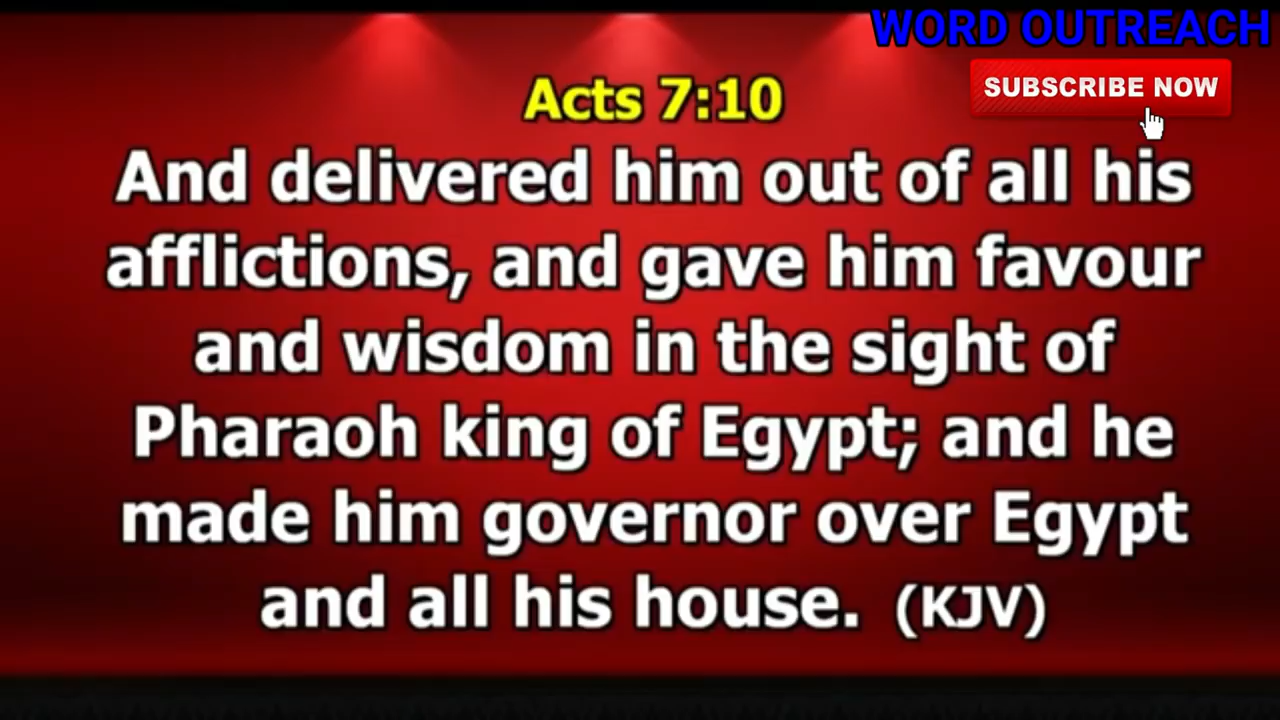 WORD OUTREACH
SUBSCRIBE NOW
Acts 7:10
And delivered him out of all his
afflictions, and gave him favour
and wisdom in the sight of
Pharaoh king of Egypt; and he
made him governor over Egypt
and all his house. (KJV)